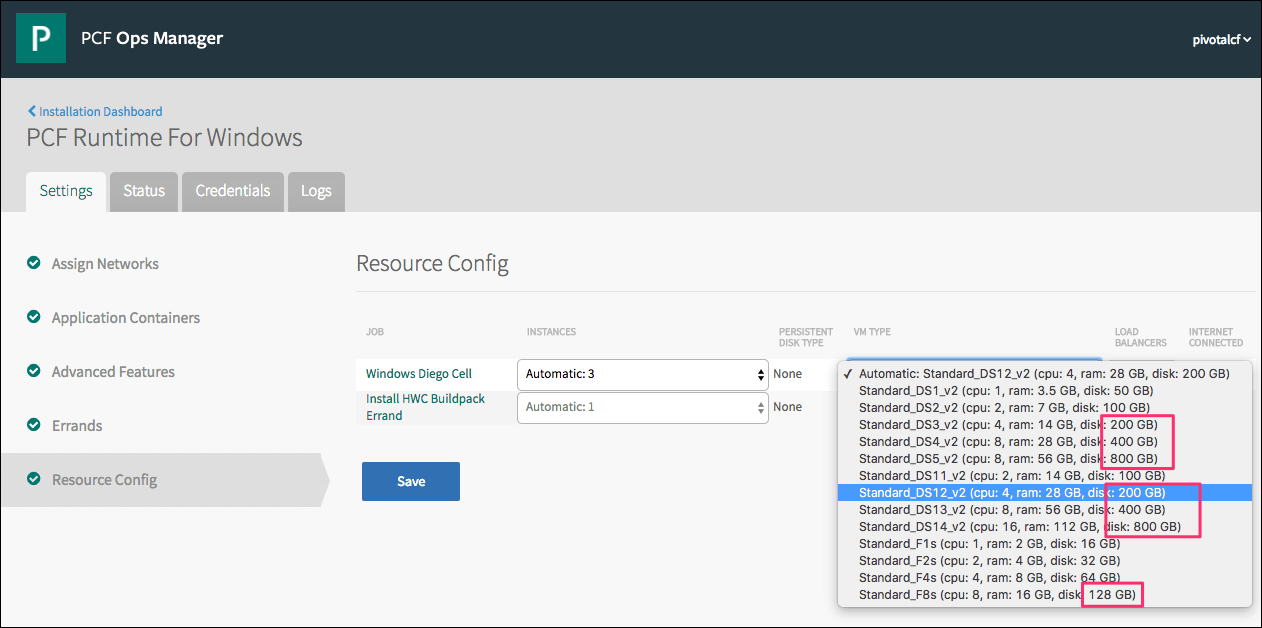 P
PCF Ops Manager
pivotalcf
Installation Dashboard
PCF Runtime For Windows
Settings
Status
Credentials
Logs
Assign Networks
Application Containers
Advanced Features
Errands
Resource Config
Resource Config
JOB
INSTANCES
PERSISTENT
DISK TYPE
VM TYPE
LOAD
BALANCERS
INTERNET
CONNECTED
Windows Diego Cell
Automatic: 3
None
Install HWC Buildpack
Errand
Automatic: 1
None
Save
✓ Automatic: Standard_DS12_v2 (cpu: 4, ram: 28 GB, disk: 200 GB)
Standard_DS1_v2 (cpu: 1, ram: 3.5 GB, disk: 50 GB)
Standard_DS2_v2 (cpu: 2, ram: 7 GB, disk: 100 GB)
Standard_DS3_v2 (cpu: 4, ram: 14 GB, disk: 200 GB)
Standard_DS4_v2 (cpu: 8, ram: 28 GB, disk: 400 GB)
Standard_DS5_v2 (cpu: 8, ram: 56 GB, disk: 800 GB)
Standard_DS11_v2 (cpu: 2, ram: 14 GB, disk: 100 GB)
Standard_DS12_v2 (cpu: 4, ram: 28 GB, disk: 200 GB)
Standard_DS13_v2 (cpu: 8, ram: 56 GB, disk: 400 GB)
Standard_DS14_v2 (cpu: 16, ram: 112 GB, disk: 800 GB)
Standard_F1s (cpu: 1, ram: 2 GB, disk: 16 GB)
Standard_F2s (cpu: 2, ram: 4 GB, disk: 32 GB)
Standard_F4s (cpu: 4, ram: 8 GB, disk: 64 GB)
Standard_F8s (cpu: 8, ram: 16 GB, disk: 128 GB)